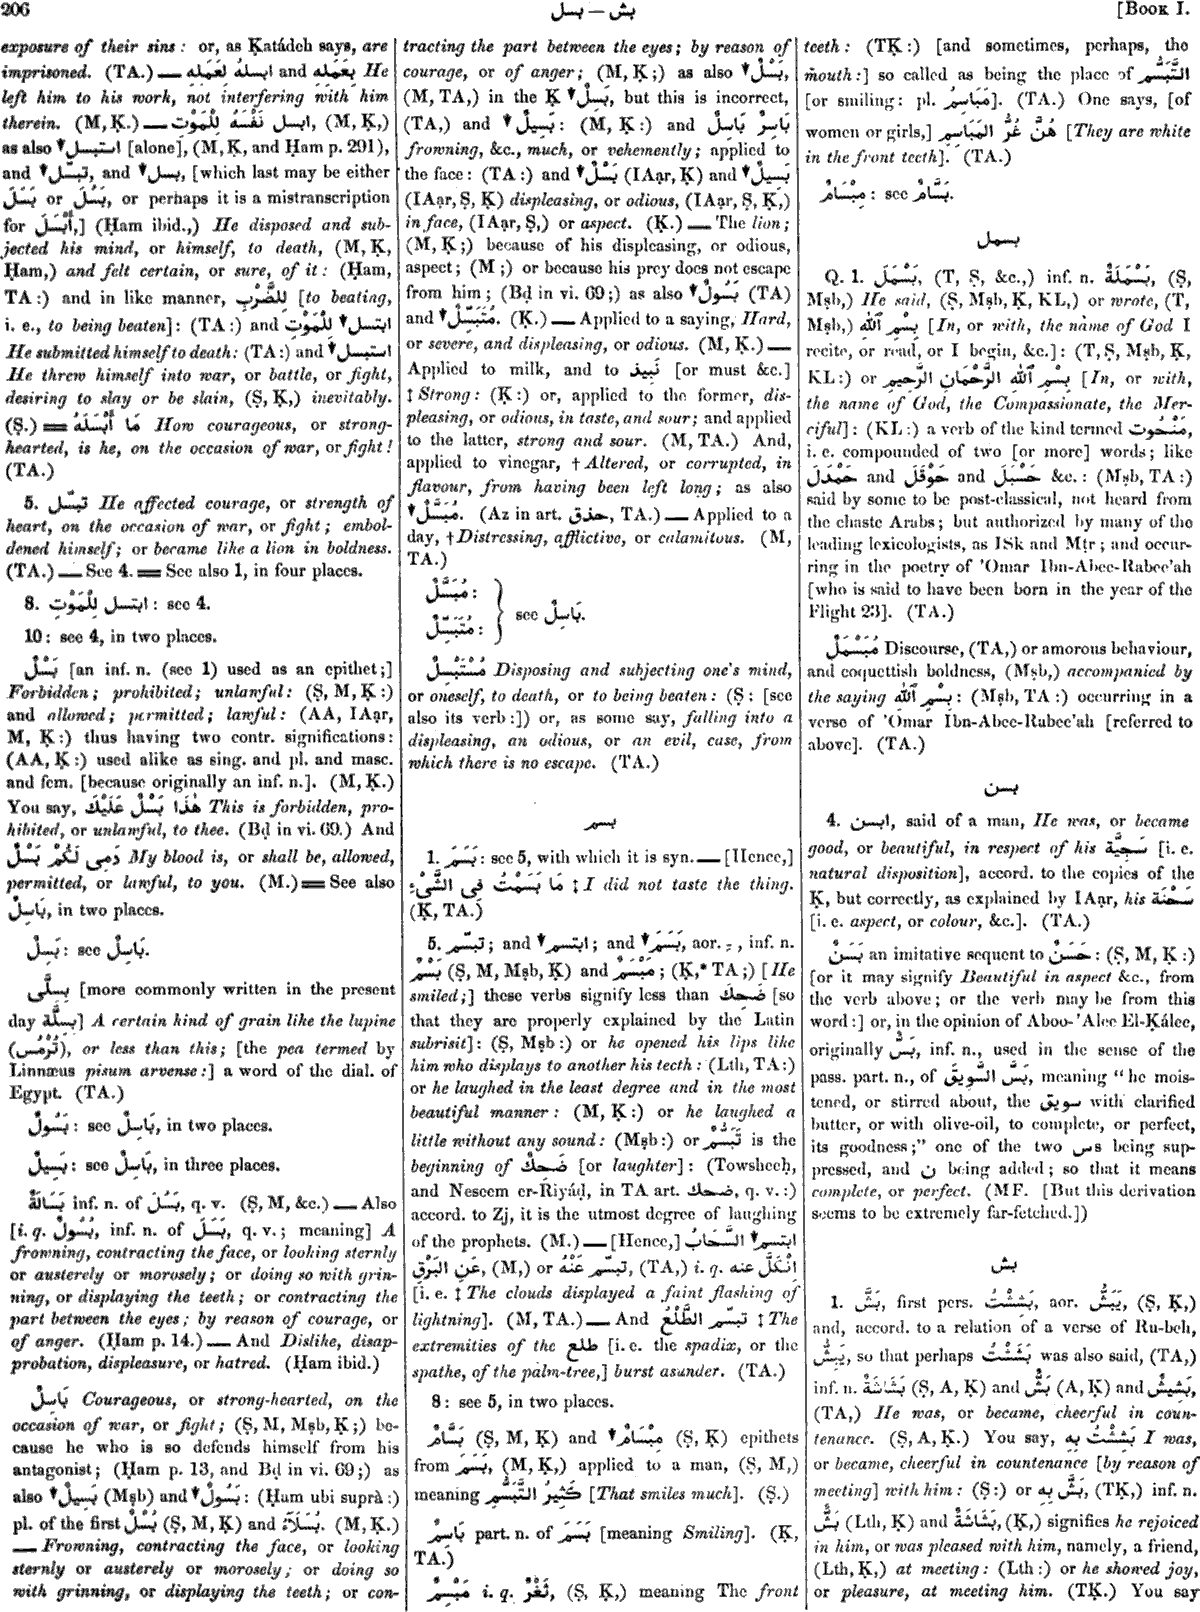 206
بسل — بش
[Book I.
exposure of their sins: or, as Ḳatádeh says, are
imprisoned. (TA.) — ابسلهُ لِعَمَلِهِ and بِعَمَلِهِ He
left him to his work, not interfering with him
therein. (M, Ḳ.) — ابسل نَفْسَهُ لِلْمَوْتِ, (M, Ḳ,)
as also ▼ استبسل [alone], (M, Ḳ, and Ḥam p. 291),
and ▼ تبسّل, and ▼ بسل, [which last may be either
بَسَلَ or بَسُلَ, or perhaps it is a mistranscription
for أَبْسَلَ,] (Ḥam ibid.,) He disposed and sub-
jected his mind, or himself, to death, (M, Ḳ,
Ḥam,) and felt certain, or sure, of it: (Ḥam,
TA:) and in like manner, لِلضَّرْبِ [to beating,
i. e., to being beaten]: (TA:) and ابتسل ▼ لِلْمَوْتِ
He submitted himself to death: (TA:) and ▼ استبسل
He threw himself into war, or battle, or fight,
desiring to slay or be slain, (Ṣ, Ḳ,) inevitably.
(Ṣ.) ═ مَا أَبْسَلَهُ How courageous, or strong-
hearted, is he, on the occasion of war, or fight!
(TA.)
5. تبسّل He affected courage, or strength of
heart, on the occasion of war, or fight; embol-
dened himself; or became like a lion in boldness.
(TA.) — See 4. ═ See also 1, in four places.
8. ابتسل لِلْمَوْتِ: see 4.
10: see 4, in two places.
بَسْلٌ [an inf. n. (see 1) used as an epithet;]
Forbidden; prohibited; unlawful: (Ṣ, M, Ḳ:)
and allowed; permitted; lawful: (AA, IAạr,
M, Ḳ:) thus having two contr. significations:
(AA, Ḳ:) used alike as sing. and pl. and masc.
and fem. [because originally an inf. n.]. (M, Ḳ.)
You say, هٰذَا بَسْلٌ عَلَيْكَ This is forbidden, pro-
hibited, or unlawful, to thee. (Bḍ in vi. 69.) And
دَمِى لَكُمْ بَسْلٌ My blood is, or shall be, allowed,
permitted, or lawful, to you. (M.) ═ See also
بَاسِلٌ, in two places.
بَسِلٌ: see بَاسِلٌ.
بِسِلَّى [more commonly written in the present
day بِسِلَّة] A certain kind of grain like the lupine
(تُرْمُس), or less than this; [the pea termed by
Linnæus pisum arvense:] a word of the dial. of
Egypt. (TA.)
بَسُولٌ: see بَاسِلٌ, in two places.
بَسِيلٌ: see بَاسِلٌ, in three places.
بَسَالَةٌ inf. n. of بَسُلَ, q. v. (Ṣ, M, &c.) — Also
[i. q. بُسُولٌ, inf. n. of بَسَلَ, q. v.; meaning] A
frowning, contracting the face, or looking sternly
or austerely or morosely; or doing so with grin-
ning, or displaying the teeth; or contracting the
part between the eyes; by reason of courage, or
of anger. (Ḥam p. 14.) — And Dislike, disap-
probation, displeasure, or hatred. (Ḥam ibid.)
بَاسِلٌ Courageous, or strong-hearted, on the
occasion of war, or fight; (Ṣ, M, Mṣb, Ḳ;) be-
cause he who is so defends himself from his
antagonist; (Ḥam p. 13, and Bḍ in vi. 69;) as
also ▼ بَسِيلٌ (Mṣb) and ▼ بَسُولٌ: (Ḥam ubi suprà:)
pl. of the first بُسْلٌ (Ṣ, M, Ḳ) and بُسَلَآءُ. (M, Ḳ.)
— Frowning, contracting the face, or looking
sternly or austerely or morosely; or doing so
with grinning, or displaying the teeth; or con-
tracting the part between the eyes; by reason of
courage, or of anger; (M, Ḳ;) as also ▼ بَسْلٌ,
(M, TA,) in the Ḳ ▼ بَسِلٌ, but this is incorrect,
(TA,) and ▼ بَسِيلٌ: (M, Ḳ:) and بَاسِرٌ بَاسِلٌ
frowning, &c., much, or vehemently; applied to
the face: (TA:) and ▼ بَسْلٌ (IAạr, Ḳ) and ▼ بَسِيلٌ
(IAạr, Ṣ, Ḳ) displeasing, or odious, (IAạr, Ṣ, Ḳ,)
in face, (IAạr, Ṣ,) or aspect. (Ḳ.) — The lion;
(M, Ḳ;) because of his displeasing, or odious,
aspect; (M;) or because his prey does not escape
from him; (Bḍ in vi. 69;) as also ▼ بَسُولٌ (TA)
and ▼ مُتَبَسِّلٌ. (Ḳ.) — Applied to a saying, Hard,
or severe, and displeasing, or odious. (M, Ḳ.) —
Applied to milk, and to نَبِيذ [or must &c.]
‡ Strong: (Ḳ:) or, applied to the former, dis-
pleasing, or odious, in taste, and sour; and applied
to the latter, strong and sour. (M, TA.) And,
applied to vinegar, † Altered, or corrupted, in
flavour, from having been left long; as also
▼ مُبَسَّلٌ. (Az in art. حذق, TA.) — Applied to a
day, † Distressing, afflictive, or calamitous. (M,
TA.)
مُبَسَّلٌ:
مُتَبَسِّلٌ:
see بَاسِلٌ.
مُسْتَبْسِلٌ Disposing and subjecting one's mind,
or oneself, to death, or to being beaten: (Ṣ: [see
also its verb:]) or, as some say, falling into a
displeasing, an odious, or an evil, case, from
which there is no escape. (TA.)
بسم
1. بَسَمَ: see 5, with which it is syn. — [Hence,]
مَا بَسَمْتُ فِى الشَّىْءِ ‡ I did not taste the thing.
(Ḳ, TA.)
5. تبسّم; and ▼ ابتسم; and ▼ بَسَمَ, aor. ـِ, inf. n.
بَسْمٌ (Ṣ, M, Mṣb, Ḳ) and مَبْسَمٌ; (Ḳ,* TA;) [He
smiled;] these verbs signify less than ضَحِكَ [so
that they are properly explained by the Latin
subrisit]: (Ṣ, Mṣb:) or he opened his lips like
him who displays to another his teeth: (Lth, TA:)
or he laughed in the least degree and in the most
beautiful manner: (M, Ḳ:) or he laughed a
little without any sound: (Mṣb:) or تَبَسُّمٌ is the
beginning of ضَحِكٌ [or laughter]: (Towsheeḥ,
and Neseem er-Riyáḍ, in TA art. ضحك, q. v.:)
accord. to Zj, it is the utmost degree of laughing
of the prophets. (M.) — [Hence,] ابتسم ▼ السَّحَابُ
عَنِ البَرْقِ, (M,) or تبسّم عَنْهُ, (TA,) i. q. اِنْكَلَّ عنه
[i. e. ‡ The clouds displayed a faint flashing of
lightning]. (M, TA.) — And تبسّم الطَّلْعُ ‡ The
extremities of the طلع [i. e. the spadix, or the
spathe, of the palm-tree,] burst asunder. (TA.)
8: see 5, in two places.
بَسَّامٌ (Ṣ, M, Ḳ) and ▼ مِبْسَامٌ (Ṣ, Ḳ) epithets
from بَسَمَ, (M, Ḳ,) applied to a man, (Ṣ, M,)
meaning كَثِيرُ التَّبَسُّمِ [That smiles much]. (Ṣ.)
بَاسِمٌ part. n. of بَسَمَ [meaning Smiling]. (Ḳ,
TA.)
مَبْسِمٌ i. q. ثَغْرٌ, (Ṣ, Ḳ,) meaning The front
teeth: (TḲ:) [and sometimes, perhaps, the
mouth:] so called as being the place of التَّبَسُّم
[or smiling: pl. مَبَاسِمُ]. (TA.) One says, [of
women or girls,] هُنَّ غُرُّ المَبَاسِمِ [They are white
in the front teeth]. (TA.)
مِبْسَامٌ: see بَسَّامٌ.
بسمل
Q. 1. بَسْمَلَ, (T, Ṣ, &c.,) inf. n. بَسْمَلَةٌ, (Ṣ,
Mṣb,) He said, (Ṣ, Mṣb, Ḳ, KL,) or wrote, (T,
Mṣb,) بِسْمِ ٱللّٰهِ [In, or with, the name of God I
recite, or read, or I begin, &c.]: (T, Ṣ, Mṣb, Ḳ,
KL:) or بِسْمِ ٱللّٰهِ الرَّحْمَانِ الرَّحِيمِ [In, or with,
the name of God, the Compassionate, the Mer-
ciful]: (KL:) a verb of the kind termed مَنْحُوت,
i. e. compounded of two [or more] words; like
حَمْدَلَ and حَوْقَلَ and حَسْبَلَ &c.: (Mṣb, TA:)
said by some to be post-classical, not heard from
the chaste Arabs; but authorized by many of the
leading lexicologists, as ISk and Mṭr; and occur-
ring in the poetry of 'Omar Ibn-Abee-Rabee'ah
[who is said to have been born in the year of the
Flight 23]. (TA.)
مُبَسْمَلٌ Discourse, (TA,) or amorous behaviour,
and coquettish boldness, (Mṣb,) accompanied by
the saying بِسْمِ ٱللّٰهِ: (Mṣb, TA:) occurring in a
verse of 'Omar Ibn-Abee-Rabee'ah [referred to
above]. (TA.)
بسن
4. ابسن, said of a man, He was, or became
good, or beautiful, in respect of his سَجِيَّة [i. e.
natural disposition], accord. to the copies of the
Ḳ, but correctly, as explained by IAạr, his سَحْنَة
[i. e. aspect, or colour, &c.]. (TA.)
بَسَنٌ an imitative sequent to حَسَنٌ: (Ṣ, M, Ḳ:)
[or it may signify Beautiful in aspect &c., from
the verb above; or the verb may be from this
word:] or, in the opinion of Aboo-'Alee El-Ḳálee,
originally بَسٌّ, inf. n., used in the sense of the
pass. part. n., of بَسَّ السَّوِيقَ, meaning "he mois-
tened, or stirred about, the سويق with clarified
butter, or with olive-oil, to complete, or perfect,
its goodness;" one of the two س s being sup-
pressed, and ن being added; so that it means
complete, or perfect. (MF. [But this derivation
seems to be extremely far-fetched.])
بش
1. بَشَّ, first pers. بَشِشْتُ, aor. يَبَشُّ, (Ṣ, Ḳ,)
and, accord. to a relation of a verse of Ru-beh,
يَبِشُّ, so that perhaps بَشَشْتُ was also said, (TA,)
inf. n. بَشَاشَةٌ (Ṣ, A, Ḳ) and بَشٌّ (A, Ḳ) and بَشِيشٌ,
(TA,) He was, or became, cheerful in coun-
tenance. (Ṣ, A, Ḳ.) You say, بَشِشْتُ بِهِ I was,
or became, cheerful in countenance [by reason of
meeting] with him: (Ṣ:) or بَشَّ بِهِ, (TḲ,) inf. n.
بَشٌّ (Lth, Ḳ) and بَشَاشَةٌ, (Ḳ,) signifies he rejoiced
in him, or was pleased with him, namely, a friend,
(Lth, Ḳ,) at meeting: (Lth:) or he showed joy,
or pleasure, at meeting him. (TḲ.) You say